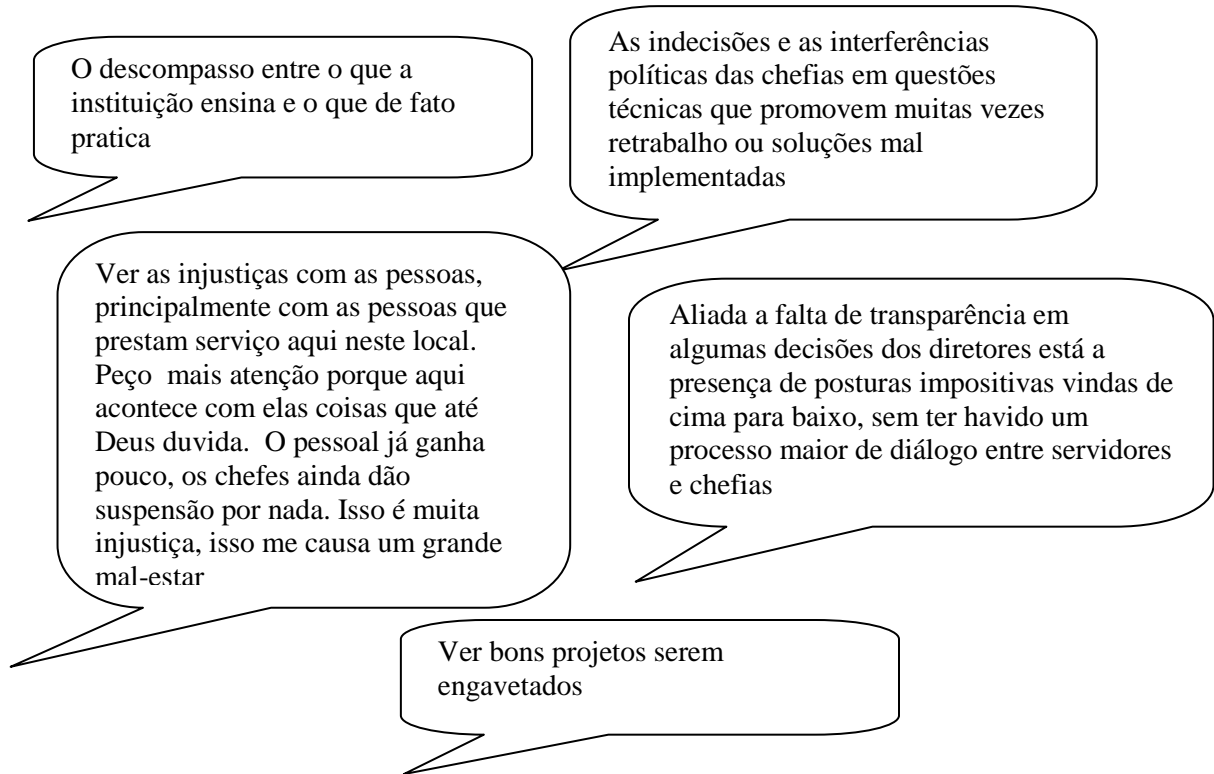 O descompasso entre o que a
instituição ensina e o que de fato
pratica
As indecisões e as interferências
políticas das chefias em questões
técnicas que promovem muitas vezes
retrabalho ou soluções mal
implementadas
Ver as injustiças com as pessoas,
principalmente com as pessoas que
prestam serviço aqui neste local.
Peço  mais atenção porque aqui
acontece com elas coisas que até
Deus duvida.  O pessoal já ganha
pouco, os chefes ainda dão
suspensão por nada. Isso é muita
injustiça, isso me causa um grande
mal-estar
Aliada a falta de transparência em
algumas decisões dos diretores está a
presença de posturas impositivas vindas de
cima para baixo, sem ter havido um
processo maior de diálogo entre servidores
e chefias
Ver bons projetos serem
engavetados